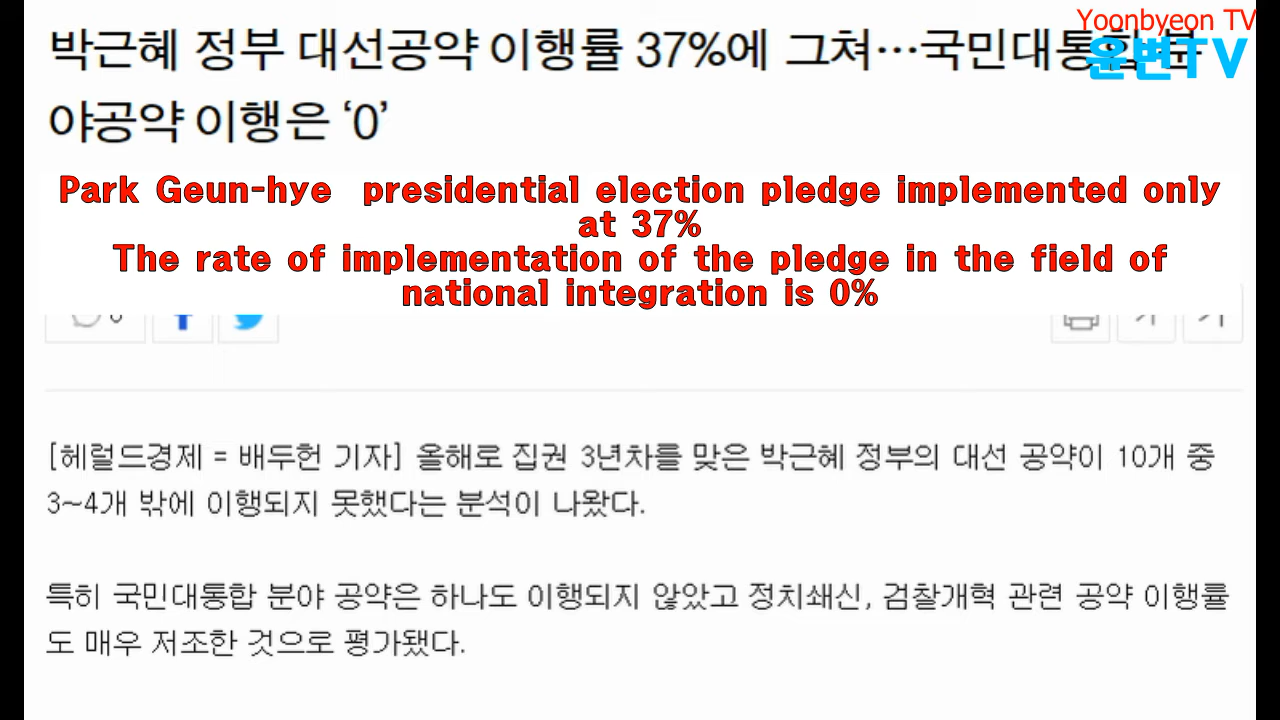 Yoonbyeon TV
윤변TV
박근혜 정부 대선공약 이행률 37%에 그쳐…국민대통합 분
야공약 이행은 ‘0’
Park Geun-hye presidential election pledge implemented only
at 37%
The rate of implementation of the pledge in the field of
national integration is 0%
[헤럴드경제 = 배두헌 기자] 올해로 집권 3년차를 맞은 박근혜 정부의 대선 공약이 10개 중
3~4개 밖에 이행되지 못했다는 분석이 나왔다.
특히 국민대통합 분야 공약은 하나도 이행되지 않았고 정치쇄신, 검찰개혁 관련 공약 이행률
도 매우 저조한 것으로 평가됐다.